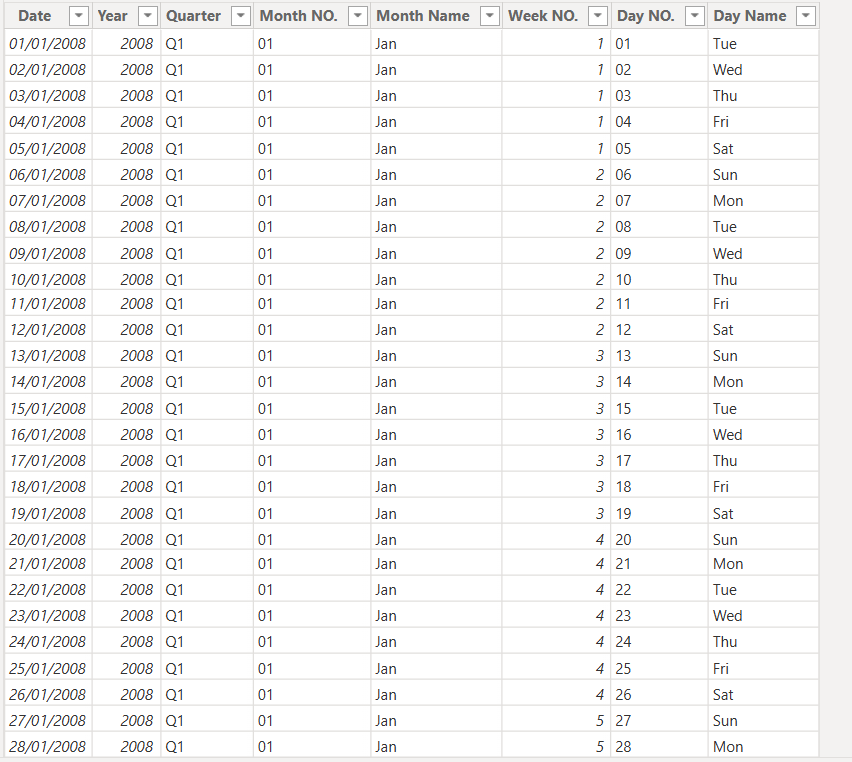 Date Year Quarter Month NO. Month Name Week NO. Day NO. Day Name
01/01/2008 2008 Q1 01 Jan 1 01 Tue
02/01/2008 2008 Q1 01 Jan 1 02 Wed
03/01/2008 2008 Q1 01 Jan 1 03 Thu
04/01/2008 2008 Q1 01 Jan 1 04 Fri
05/01/2008 2008 Q1 01 Jan 1 05 Sat
06/01/2008 2008 Q1 01 Jan 2 06 Sun
07/01/2008 2008 Q1 01 Jan 2 07 Mon
08/01/2008 2008 Q1 01 Jan 2 08 Tue
09/01/2008 2008 Q1 01 Jan 2 09 Wed
10/01/2008 2008 Q1 01 Jan 2 10 Thu
11/01/2008 2008 Q1 01 Jan 2 11 Fri
12/01/2008 2008 Q1 01 Jan 2 12 Sat
13/01/2008 2008 Q1 01 Jan 3 13 Sun
14/01/2008 2008 Q1 01 Jan 3 14 Mon
15/01/2008 2008 Q1 01 Jan 3 15 Tue
16/01/2008 2008 Q1 01 Jan 3 16 Wed
17/01/2008 2008 Q1 01 Jan 3 17 Thu
18/01/2008 2008 Q1 01 Jan 3 18 Fri
19/01/2008 2008 Q1 01 Jan 3 19 Sat
20/01/2008 2008 Q1 01 Jan 4 20 Sun
21/01/2008 2008 Q1 01 Jan 4 21 Mon
22/01/2008 2008 Q1 01 Jan 4 22 Tue
23/01/2008 2008 Q1 01 Jan 4 23 Wed
24/01/2008 2008 Q1 01 Jan 4 24 Thu
25/01/2008 2008 Q1 01 Jan 4 25 Fri
26/01/2008 2008 Q1 01 Jan 4 26 Sat
27/01/2008 2008 Q1 01 Jan 5 27 Sun
28/01/2008 2008 Q1 01 Jan 5 28 Mon